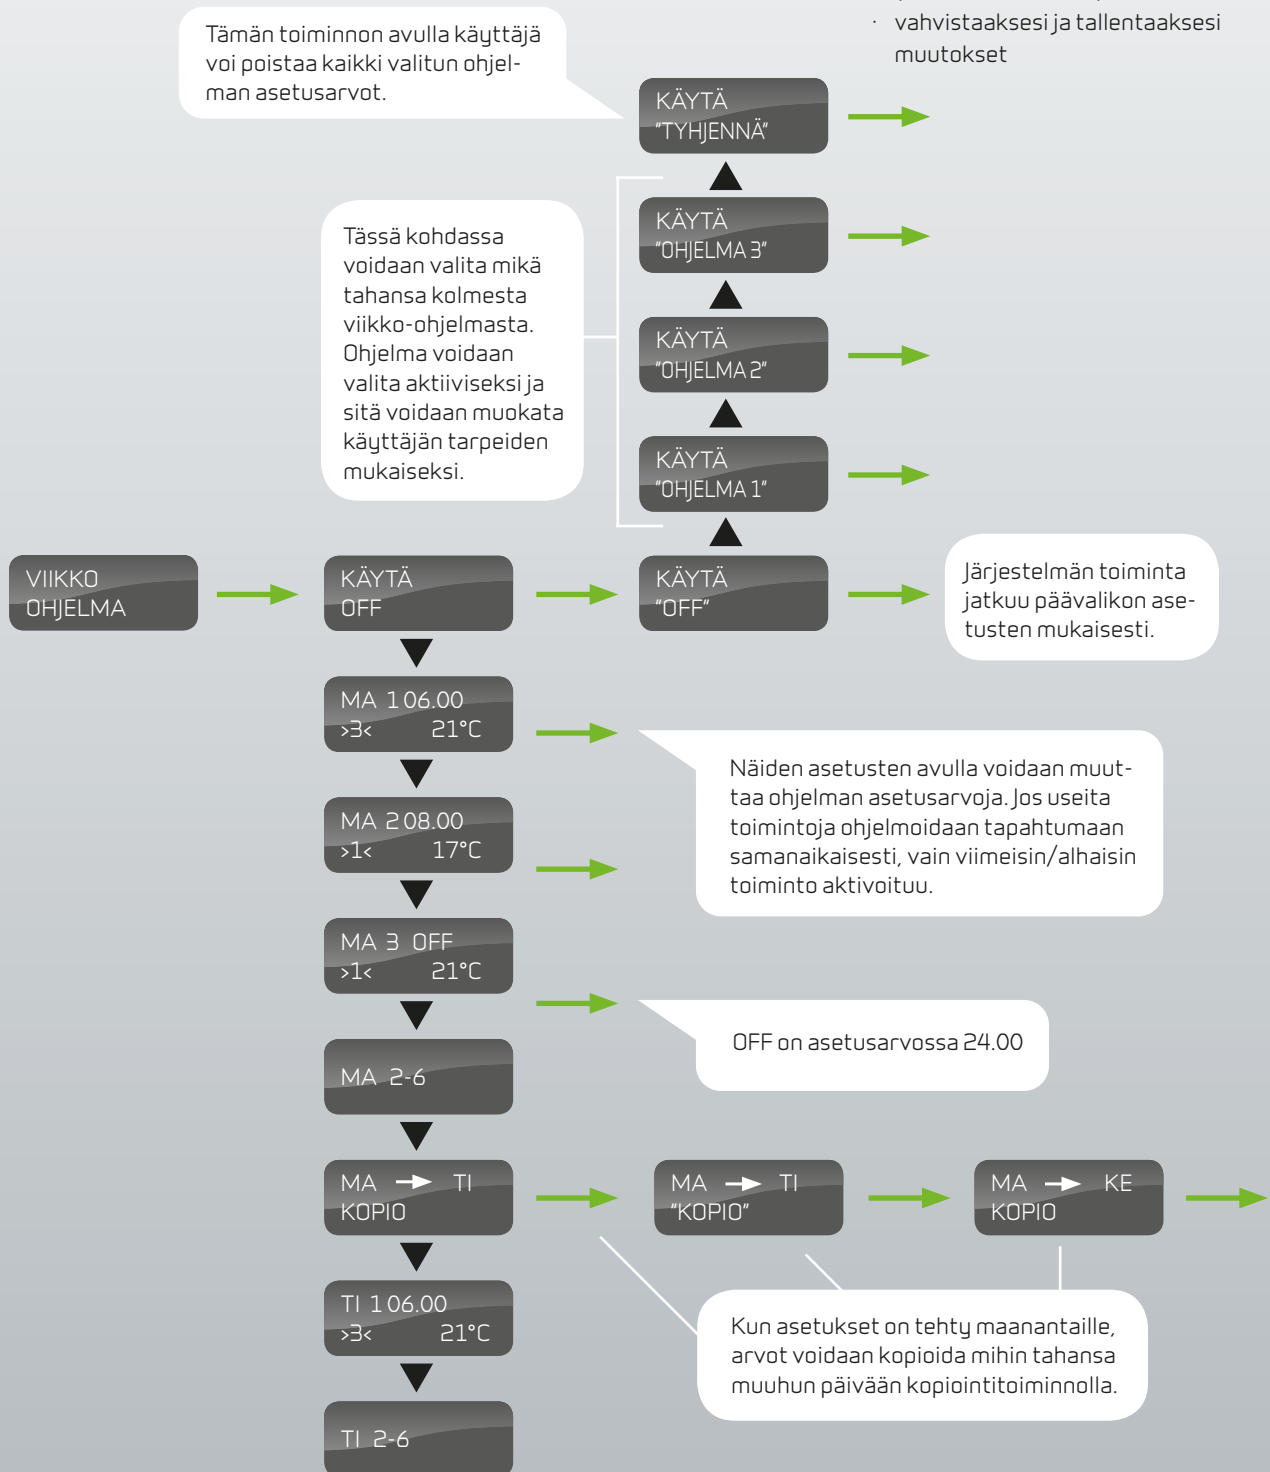 · vahvistaaksesi ja tallentaaksesi
muutokset
Tämän toiminnon avulla käyttäjä
voi poistaa kaikki valitun ohjel-
man asetusarvot.
KÄYTÄ
"TYHJENNÄ"
KÄYTÄ
"OHJELMA 3"
Tässä kohdassa
voidaan valita mikä
tahansa kolmesta
viikko-ohjelmasta.
Ohjelma voidaan
valita aktiiviseksi ja
sitä voidaan muokata
käyttäjän tarpeiden
mukaiseksi.
KÄYTÄ
"OHJELMA 2"
KÄYTÄ
"OHJELMA 1"
VIIKKO
OHJELMA
KÄYTÄ
OFF
KÄYTÄ
"OFF"
Järjestelmän toiminta
jatkuu päävalikon ase-
tusten mukaisesti.
MA 1 06.00
>3< 21°C
Näiden asetusten avulla voidaan muut-
taa ohjelman asetusarvoja. Jos useita
toimintoja ohjelmoidaan tapahtumaan
samanaikaisesti, vain viimeisin/alhaisin
toiminto aktivoituu.
MA 2 08.00
>1< 17°C
MA 3 OFF
>1< 21°C
OFF on asetusarvossa 24.00
MA 2-6
MA → TI
KOPIO
MA → TI
"KOPIO"
MA → KE
KOPIO
TI 1 06.00
>3< 21°C
Kun asetukset on tehty maanantaille,
arvot voidaan kopioida mihin tahansa
muuhun päivään kopiointitoiminnolla.
TI 2-6